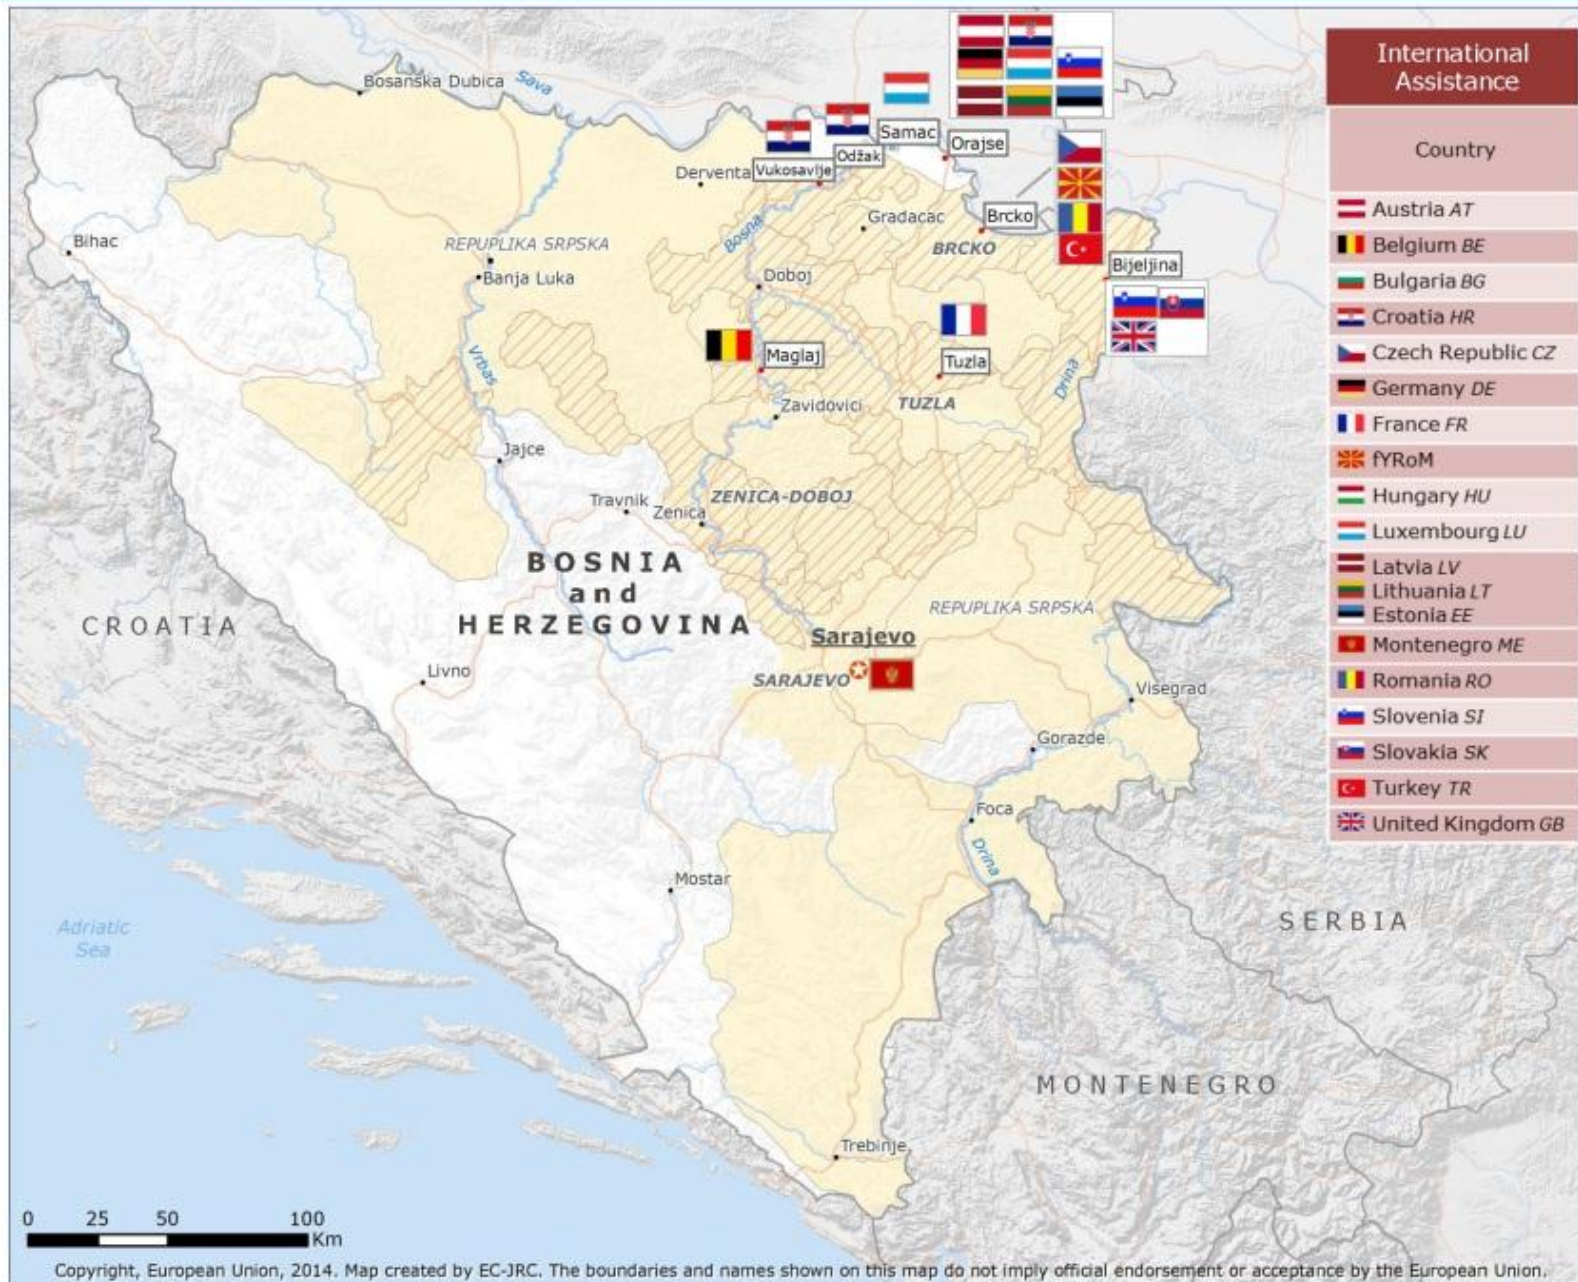 Bosanska Dubica
Sava
Samac
Orajse
Odžak
Vukosavlje
Derventa
Gradacac
Brcko
Bosna
BRCKO
Bihac
REPUPLIKA SRPSKA
Banja Luka
Doboj
Bijeljina
Vrbas
Maglaj
Tuzla
Drina
Zavidovici
TUZLA
Jajce
Travnik
Zenica
ZENICA-DOBOJ
BOSNIA
and
HERZEGOVINA
REPUPLIKA SRPSKA
CROATIA
Sarajevo
Livno
SARAJEVO
Visegrad
Gorazde
Foca
Drina
Mostar
Adriatic
Sea
SERBIA
MONTENEGRO
Trebinje
International
Assistance
Country
Austria AT
Belgium BE
Bulgaria BG
Croatia HR
Czech Republic CZ
Germany DE
France FR
fYRoM
Hungary HU
Luxembourg LU
Latvia LV
Lithuania LT
Estonia EE
Montenegro ME
Romania RO
Slovenia SI
Slovakia SK
Turkey TR
United Kingdom GB
0 25 50 100
Km
Copyright, European Union, 2014. Map created by EC-JRC. The boundaries and names shown on this map do not imply official endorsement or acceptance by the European Union.